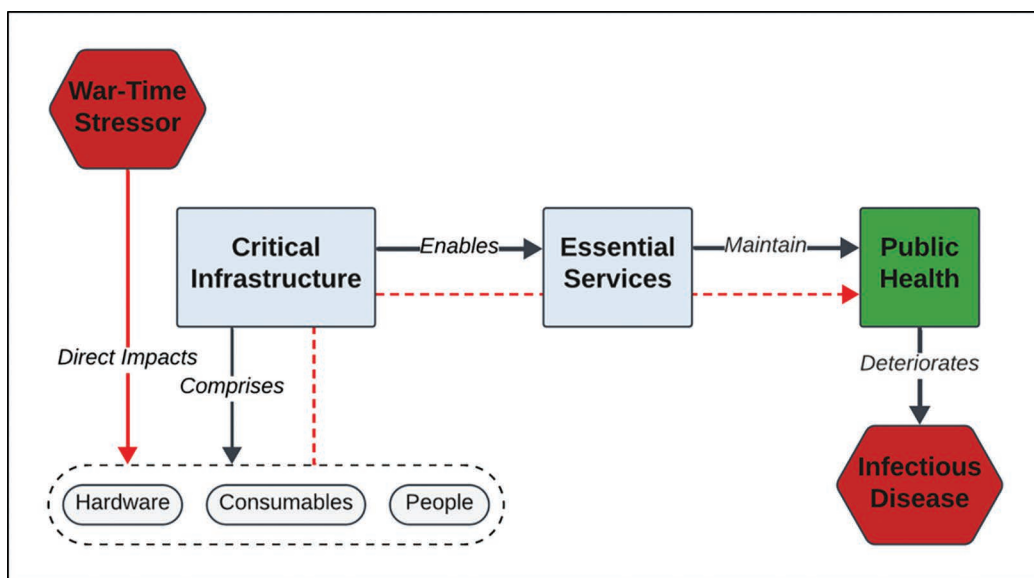 War-Time
Stressor
Critical
Infrastructure
Enables
Essential
Services
Maintain
Public
Health
Direct Impacts
Comprises
Deteriorates
Hardware
Consumables
People
Infectious
Disease